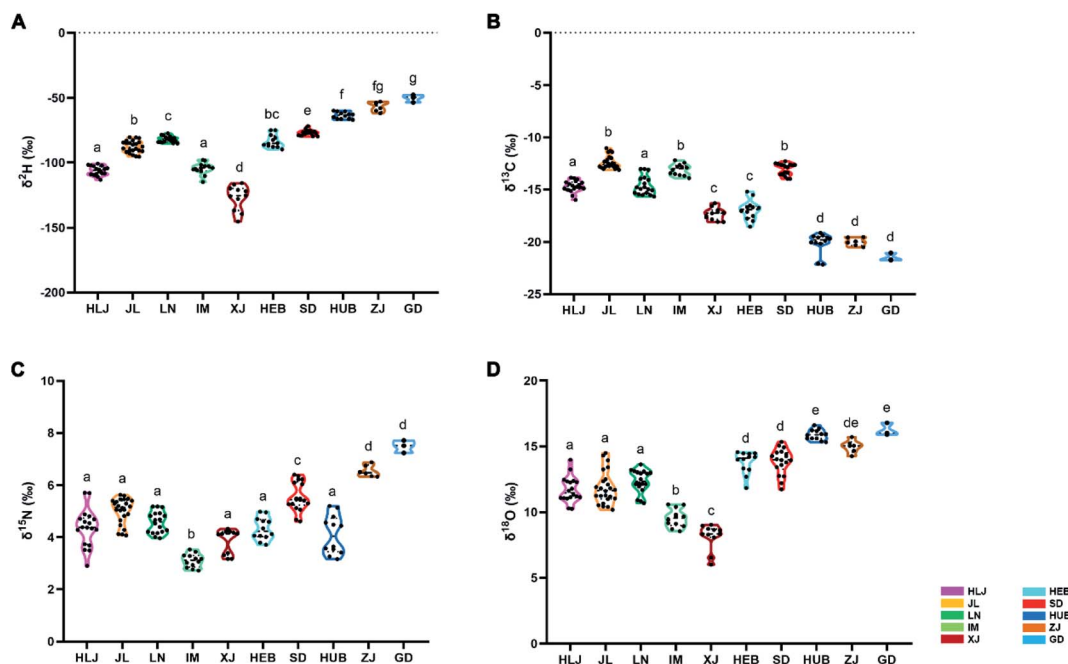 A
δ²H (‰)
0
-50
-100
-150
-200
a
b
c
a
d
bc
e
f
fg
g
HLJ JL LN IM XJ HEB SD HUB ZJ GD
B
δ¹³C (‰)
0
-5
-10
-15
-20
-25
a
b
a
b
c
c
b
d
d
d
HLJ JL LN IM XJ HEB SD HUB ZJ GD
C
δ¹⁵N (‰)
10
8
6
4
2
0
a
a
a
b
a
a
c
a
d
d
HLJ JL LN IM XJ HEB SD HUB ZJ GD
D
δ¹⁸O (‰)
20
15
10
5
0
a
a
a
b
c
d
d
e
de
e
HLJ JL LN IM XJ HEB SD HUB ZJ GD
HLJ
JL
LN
IM
XJ
HEB
SD
HUB
ZJ
GD